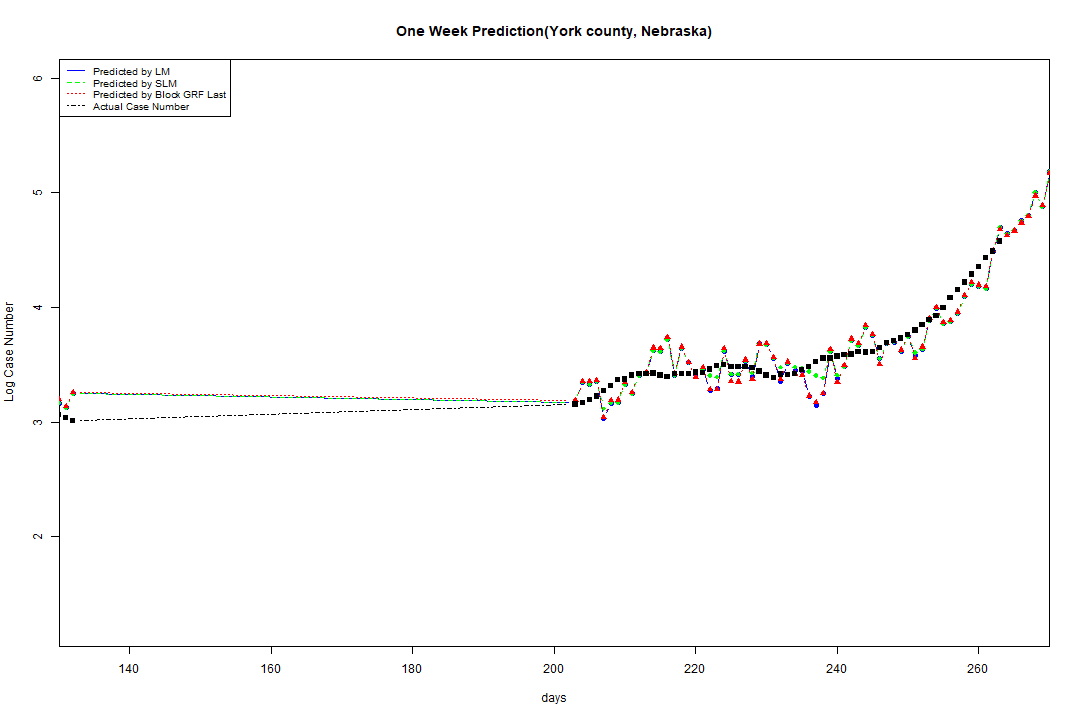 One Week Prediction(York county, Nebraska)
Predicted by LM
Predicted by SLM
Predicted by Block GRF Last
Actual Case Number
6
5
4
3
2
Log Case Number
140
160
180
200
220
240
260
days